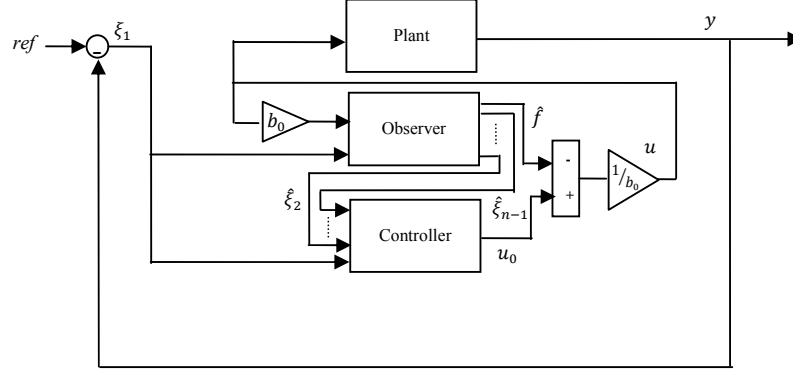 Plant
y
ref
-
ξ₁
b₀
Observer
f̂
-
+
1/b₀
u
ξ̂₂
ξ̂ₙ₋₁
Controller
u₀